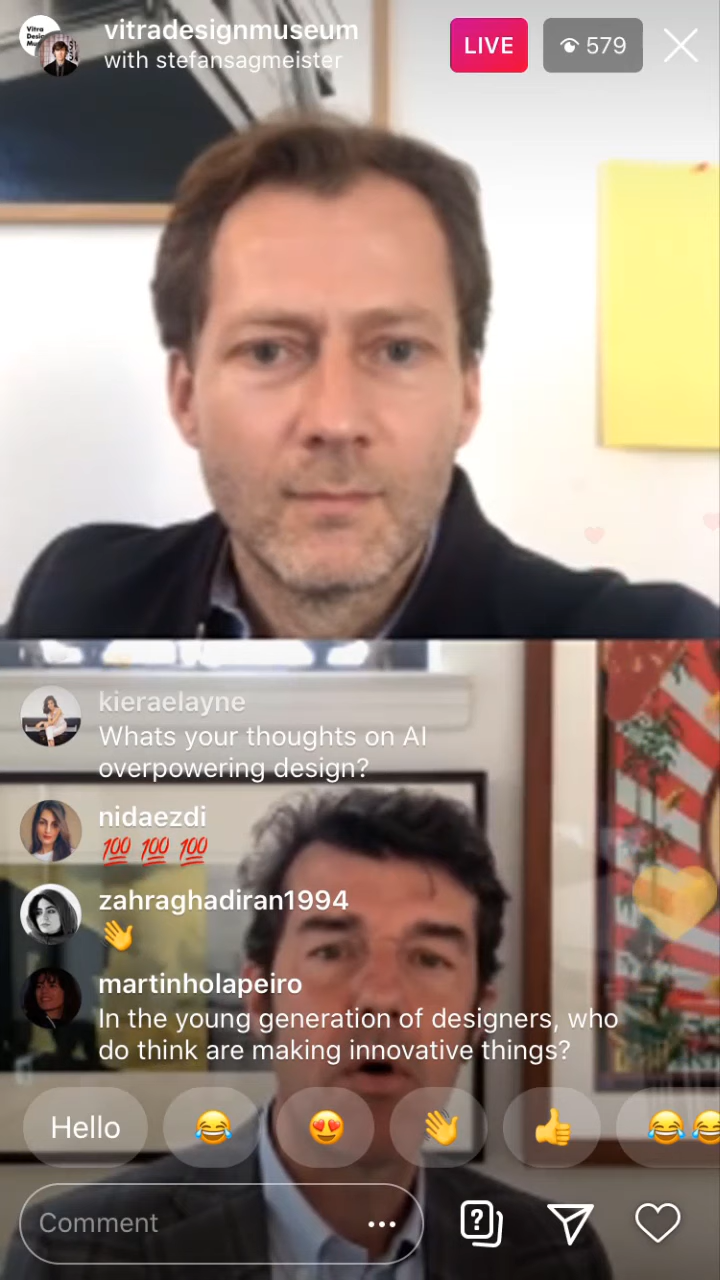 Vitra
vitradesignmuseum
with stefansagmeister
LIVE
579
kieraelayne
Whats your thoughts on AI
overpowering design?
nidaezdi
💯 💯 💯
zahraghadiran1994
👋
martinholapeiro
In the young generation of designers, who
do think are making innovative things?
Hello 😂 😍 👋 👍 😂😂
Comment